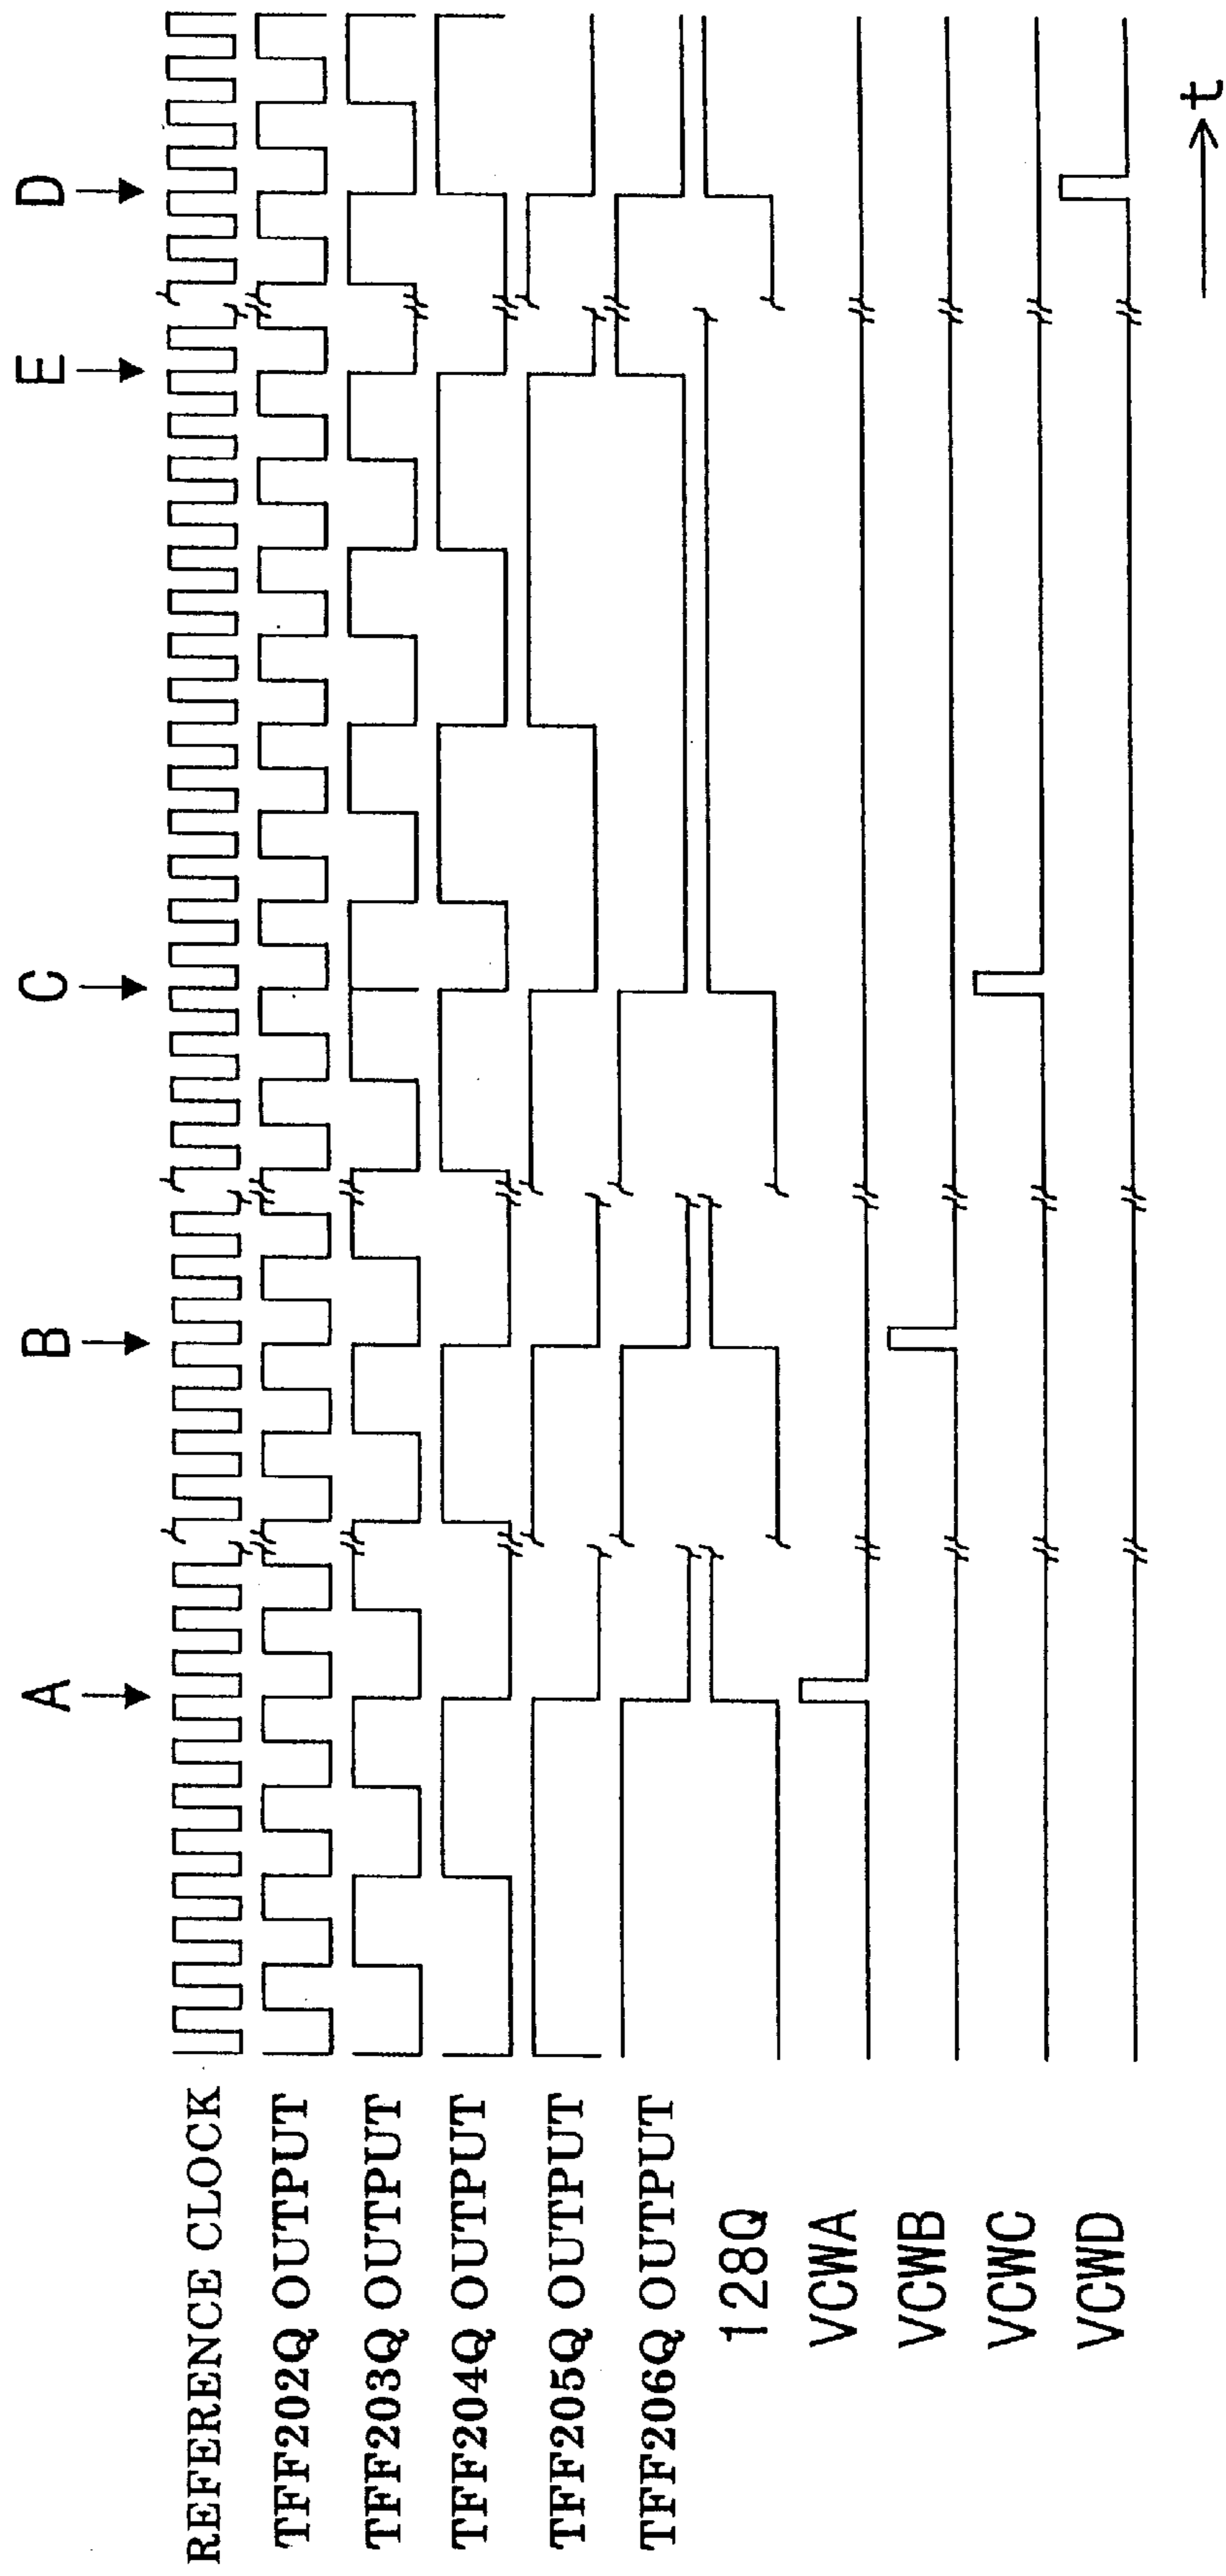 A B C E D
REFERENCE CLOCK
TFF202Q OUTPUT
TFF203Q OUTPUT
TFF204Q OUTPUT
TFF205Q OUTPUT
TFF206Q OUTPUT
128Q
VCWA
VCWB
VCWC
VCWD
t